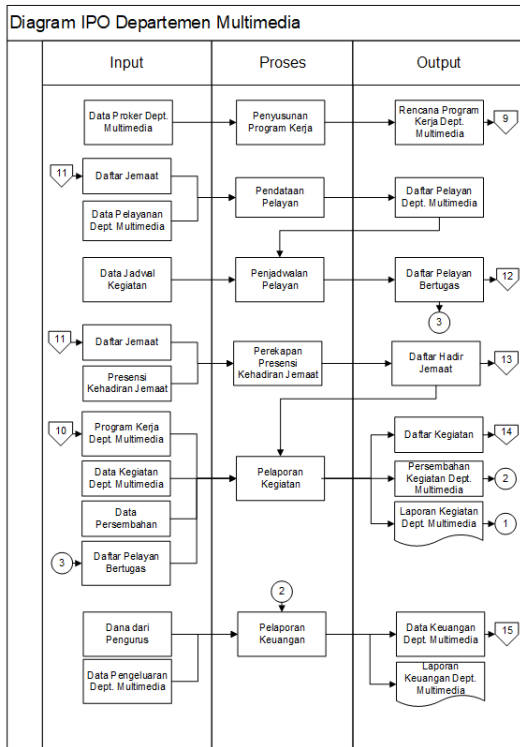 Diagram IPO Departemen Multimedia
Input
Proses
Output
Data Proker Dept.
Multimedia
Penyusunan
Program Kerja
Rencana Program
Kerja Dept.
Multimedia
9
11
Daftar Jemaat
Data Pelayanan
Dept. Multimedia
Pendataan
Pelayan
Daftar Pelayan
Dept. Multimedia
Data Jadwal
Kegiatan
Penjadwalan
Pelayan
Daftar Pelayan
Bertugas
12
3
11
Daftar Jemaat
Presensi
Kehadiran Jemaat
Perekapan
Presensi
Kehadiran Jemaat
Daftar Hadir
Jemaat
13
10
Program Kerja
Dept. Multimedia
Data Kegiatan
Dept. Multimedia
Data
Persembahan
3
Daftar Pelayan
Bertugas
Pelaporan
Kegiatan
Daftar Kegiatan
14
Persembahan
Kegiatan Dept.
Multimedia
2
Laporan Kegiatan
Dept. Multimedia
1
2
Dana dari
Pengurus
Data Pengeluaran
Dept. Multimedia
Pelaporan
Keuangan
Data Keuangan
Dept. Multimedia
15
Laporan
Keuangan Dept.
Multimedia